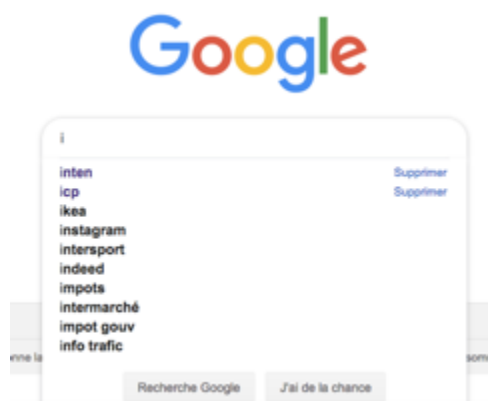 Google
i
inten Supprimer
icp Supprimer
ikea
instagram
intersport
indeed
impots
intermarché
impot gouv
info trafic
Recherche Google J'ai de la chance